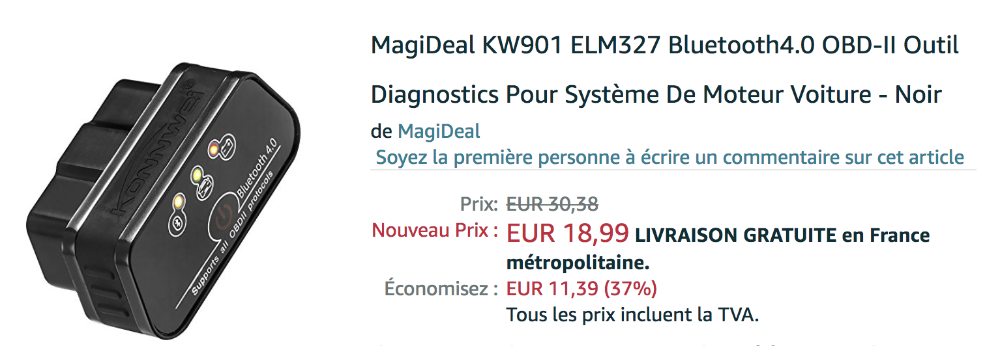 MagiDeal KW901 ELM327 Bluetooth4.0 OBD-II Outil
Diagnostics Pour Système De Moteur Voiture - Noir
de MagiDeal
Soyez la première personne à écrire un commentaire sur cet article
Prix: EUR 30,38
Nouveau Prix : EUR 18,99 LIVRAISON GRATUITE en France
métropolitaine.
Économisez : EUR 11,39 (37%)
Tous les prix incluent la TVA.
KONNWEI
Bluetooth 4.0
Supports all OBDII protocols